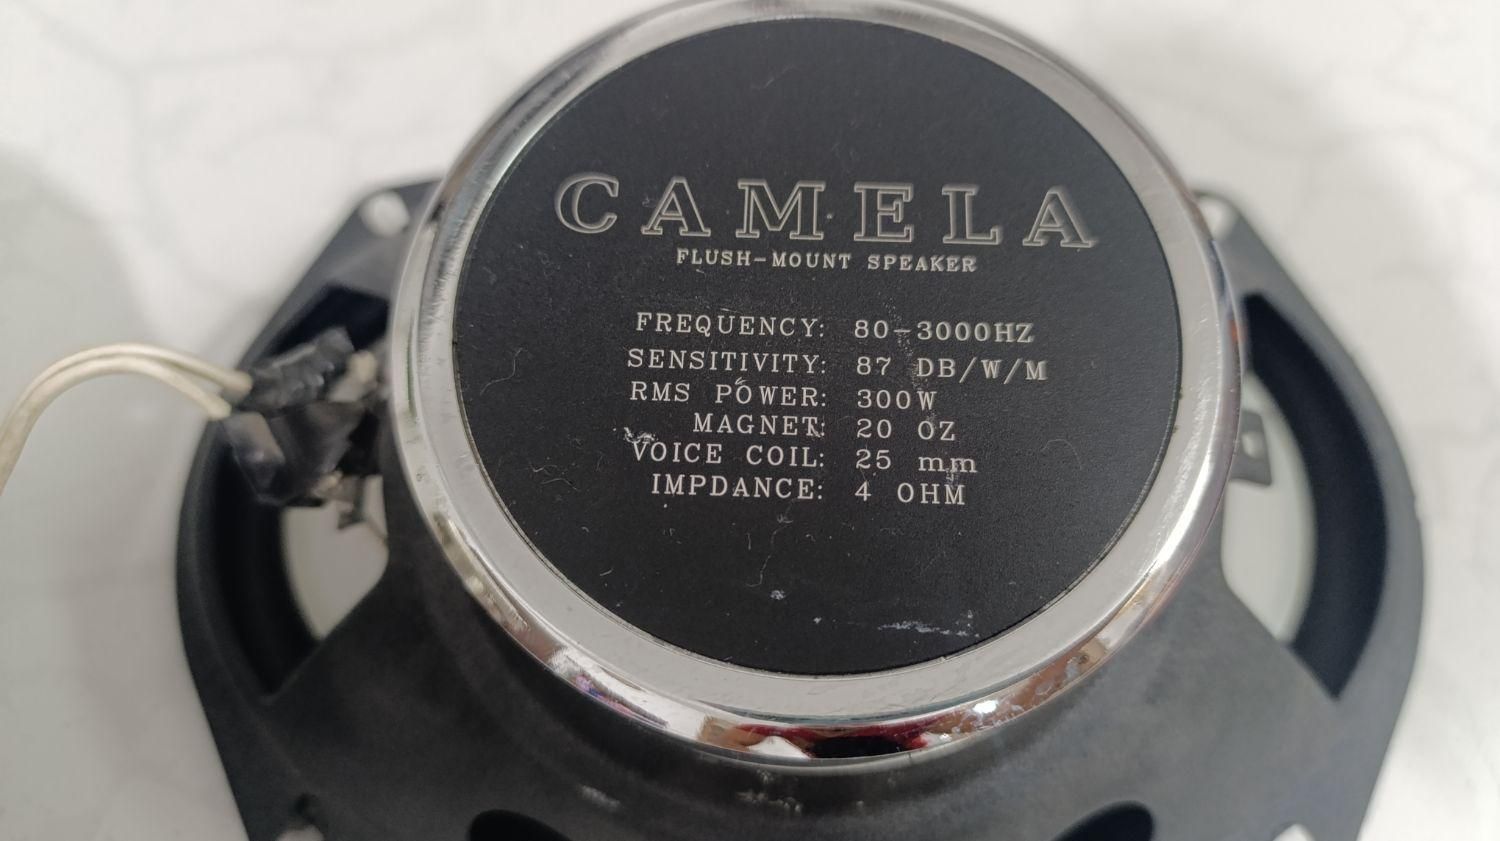 CAMELA
FLUSH-MOUNT SPEAKER
FREQUENCY: 80-3000HZ
SENSITIVITY: 87 DB/W/M
RMS POWER: 300W
MAGNET: 20 OZ
VOICE COIL: 25 mm
IMPDANCE: 4 OHM